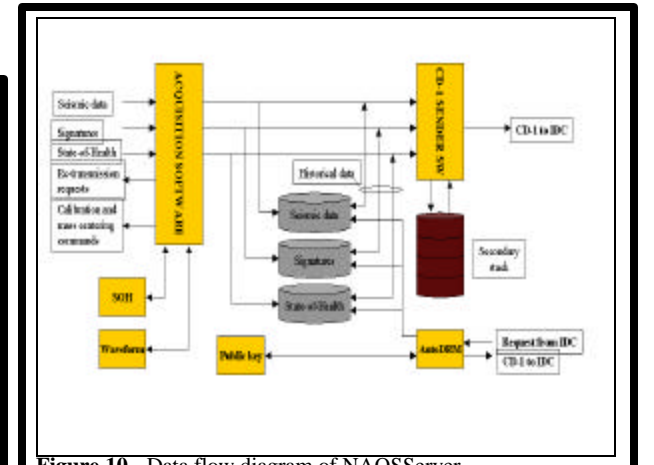 Seismic data
Signatures
State-of-Health
Re-transmission
requests
Calibration and
mass centering
commands
ACQUISITION SOFTWARE
SOH
Waveform
Historical data
Seismic data
Signatures
State-of-Health
Public key
CD-1 SENDER SW
CD-1 to IDC
Secondary
stack
AutoDRM
Request from IDC
CD-1 to IDC
Figure 10. Data flow diagram of NAQSServer